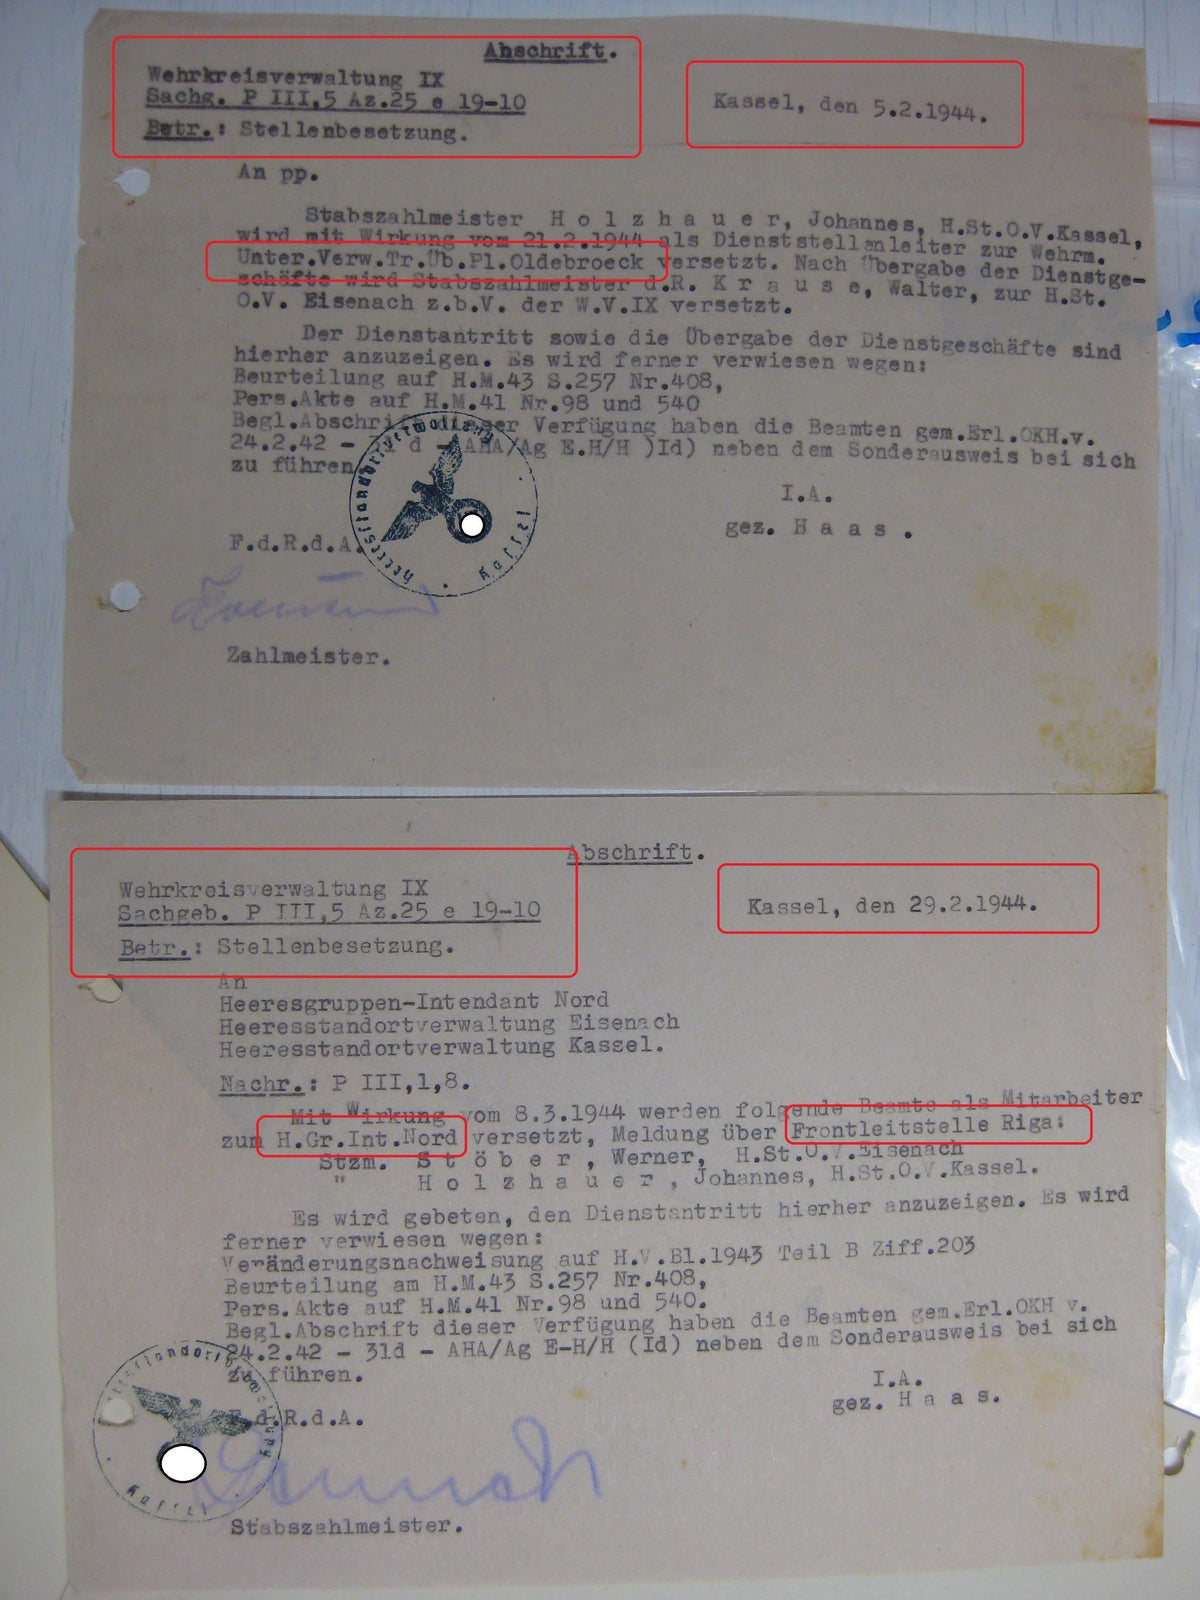 Abschrift.
Wehrkreisverwaltung IX
Sachg. P III,5 Az.25 e 19-10
Kassel, den 5.2.1944.
Betr.: Stellenbesetzung.
An pp.
Stabszahlmeister H o l z h a u e r, Johannes, H.St.O.V.Kassel,
wird mit Wirkung vom 21.2.1944 als Dienststellenleiter zur Wehrm.
Unter.Verw.Tr.Üb.Pl.Oldebroeck versetzt. Nach Übergabe der Dienstge-
schäfte wird Stabszahlmeister d.R. K r a u s e, Walter, zur H.St.
O.V. Eisenach z.b.V. der W.V.IX versetzt.
Der Dienstantritt sowie die Übergabe der Dienstgeschäfte sind
hierher anzuzeigen. Es wird ferner verwiesen wegen:
Beurteilung auf H.M.43 S.257 Nr.408,
Pers.Akte auf H.M.41 Nr.98 und 540
Begl.Abschrift dieser Verfügung haben die Beamten gem.Erl.OKH.v.
24.2.42 - d - AHA/Ag E.H/H )Id) neben dem Sonderausweis bei sich
zu führen
I.A.
gez. H a a s .
F.d.R.d.A.
Heeresstandortverwaltung Kassel
Zahlmeister.
Abschrift.
Wehrkreisverwaltung IX
Sachgeb. P III,5 Az.25 e 19-10
Kassel, den 29.2.1944.
Betr.: Stellenbesetzung.
An
Heeresgruppen-Intendant Nord
Heeresstandortverwaltung Eisenach
Heeresstandortverwaltung Kassel.
Nachr.: P III,1,8.
Mit Wirkung vom 8.3.1944 werden folgende Beamte als Mitarbeiter
zum H.Gr.Int.Nord versetzt, Meldung über Frontleitstelle Riga:
Stzm. S t ö b e r , Werner, H.St.O.V.Eisenach
" H o l z h a u e r , Johannes, H.St.O.V.Kassel.
Es wird gebeten, den Dienstantritt hierher anzuzeigen. Es wird
ferner verwiesen wegen:
Veränderungsnachweisung auf H.V.Bl.1943 Teil B Ziff.203
Beurteilung am H.M.43 S.257 Nr.408,
Pers.Akte auf H.M.41 Nr.98 und 540.
Begl.Abschrift dieser Verfügung haben die Beamten gem.Erl.OKH v.
24.2.42 - 31d - AHA/Ag E-H/H (Id) neben dem Sonderausweis bei sich
zu führen.
I.A.
gez. H a a s.
F.d.R.d.A.
Heeresstandortverwaltung Kassel
Stabszahlmeister.